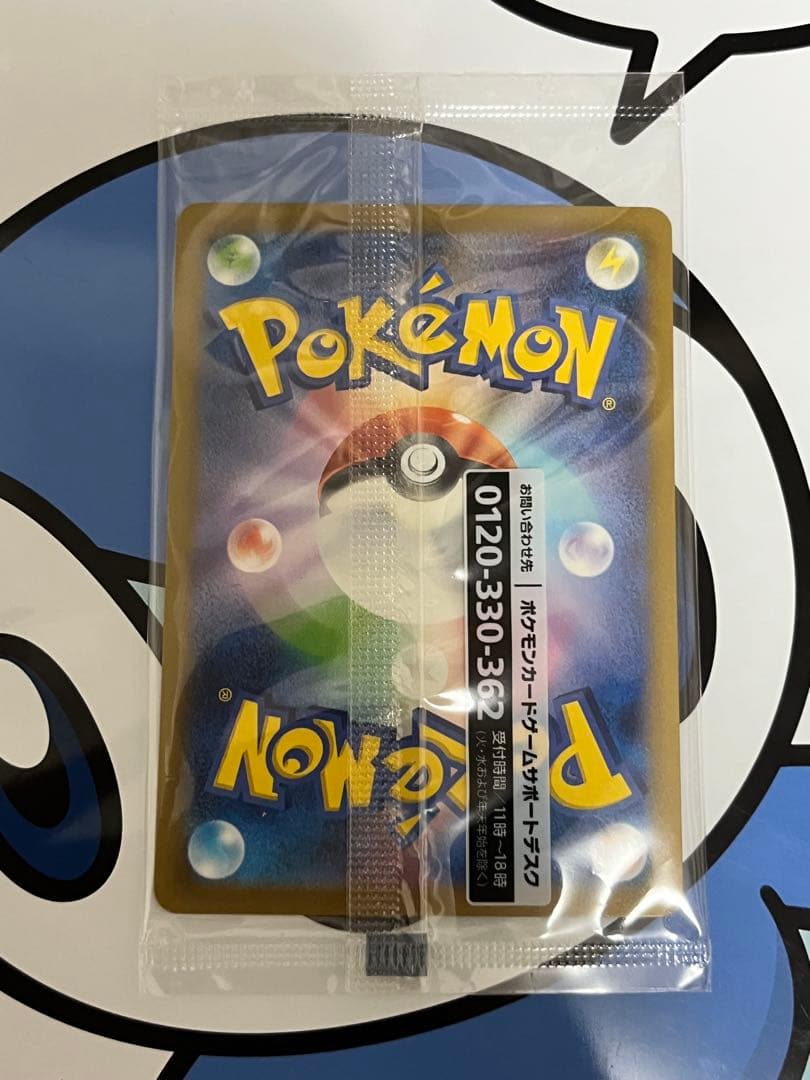 POKéMON
®
お問い合わせ先 | ポケモンカードゲームサポートデスク
0120-330-362
受付時間/11時~18時
(火・水および年末年始を除く)
POKéMON
®